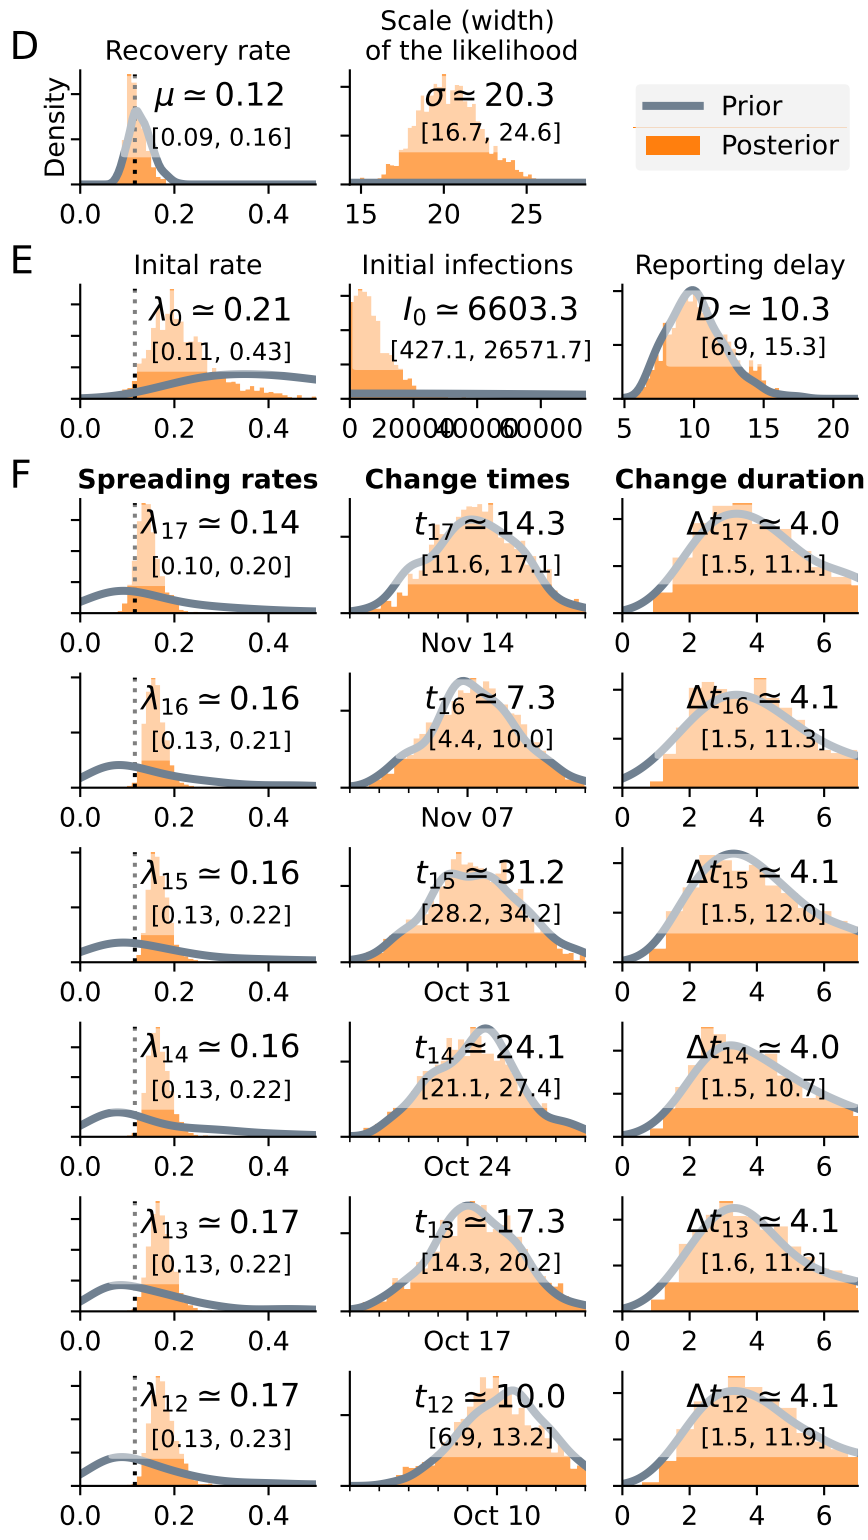 D
Recovery rate
Scale (width)
of the likelihood
Density
μ ≃ 0.12
[0.09, 0.16]
0.0 0.2 0.4
σ ≃ 20.3
[16.7, 24.6]
15 20 25
Prior
Posterior
E
Inital rate
λ0 ≃ 0.21
[0.11, 0.43]
0.0 0.2 0.4
Initial infections
I0 ≃ 6603.3
[427.1, 26571.7]
0 20000 40000 60000
Reporting delay
D ≃ 10.3
[6.9, 15.3]
5 10 15 20
F
Spreading rates
Change times
Change duration
λ17 ≃ 0.14
[0.10, 0.20]
0.0 0.2 0.4
t17 ≃ 14.3
[11.6, 17.1]
Nov 14
Δt17 ≃ 4.0
[1.5, 11.1]
0 2 4 6
λ16 ≃ 0.16
[0.13, 0.21]
0.0 0.2 0.4
t16 ≃ 7.3
[4.4, 10.0]
Nov 07
Δt16 ≃ 4.1
[1.5, 11.3]
0 2 4 6
λ15 ≃ 0.16
[0.13, 0.22]
0.0 0.2 0.4
t15 ≃ 31.2
[28.2, 34.2]
Oct 31
Δt15 ≃ 4.1
[1.5, 12.0]
0 2 4 6
λ14 ≃ 0.16
[0.13, 0.22]
0.0 0.2 0.4
t14 ≃ 24.1
[21.1, 27.4]
Oct 24
Δt14 ≃ 4.0
[1.5, 10.7]
0 2 4 6
λ13 ≃ 0.17
[0.13, 0.22]
0.0 0.2 0.4
t13 ≃ 17.3
[14.3, 20.2]
Oct 17
Δt13 ≃ 4.1
[1.6, 11.2]
0 2 4 6
λ12 ≃ 0.17
[0.13, 0.23]
0.0 0.2 0.4
t12 ≃ 10.0
[6.9, 13.2]
Oct 10
Δt12 ≃ 4.1
[1.5, 11.9]
0 2 4 6